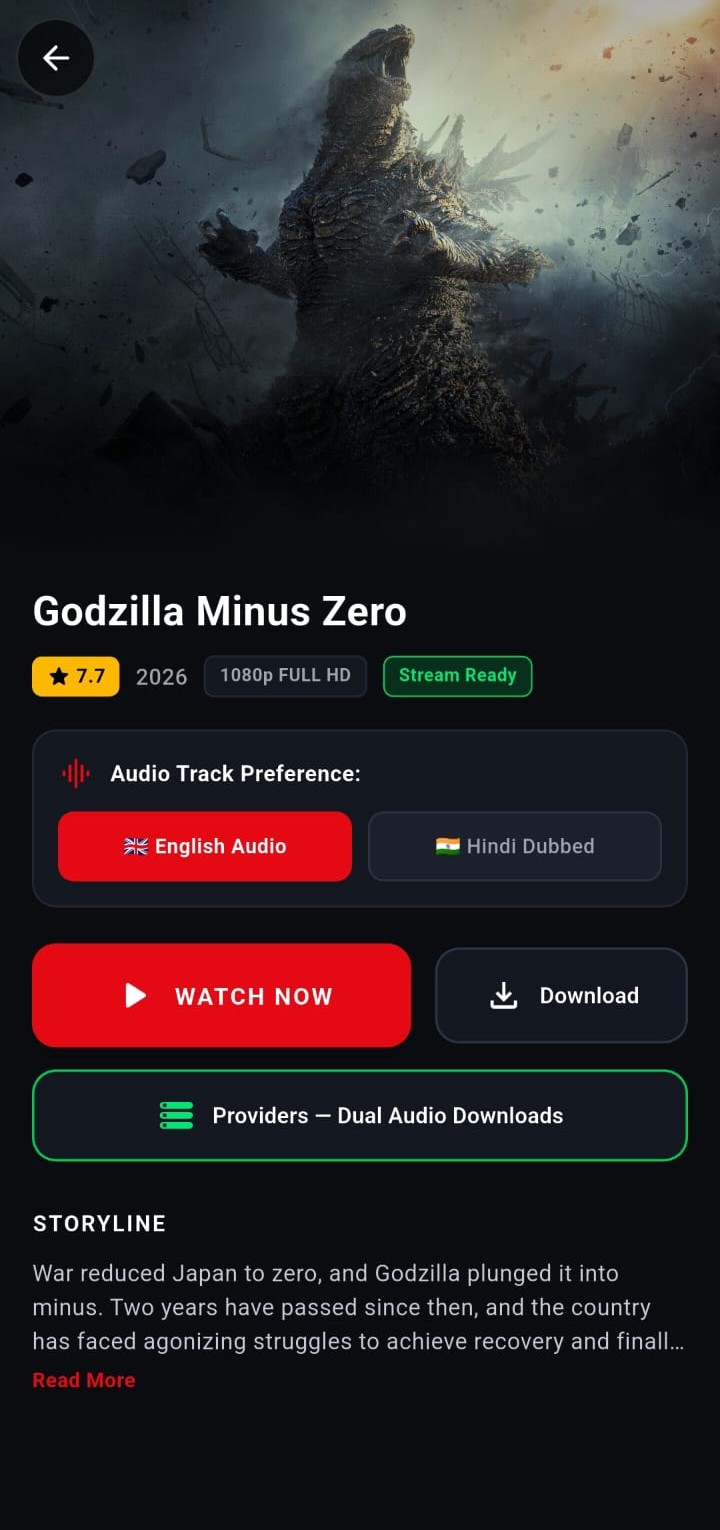 Godzilla Minus Zero
★ 7.7 2026 1080p FULL HD Stream Ready
Audio Track Preference:
🇬🇧 English Audio 🇮🇳 Hindi Dubbed
WATCH NOW Download
Providers — Dual Audio Downloads
STORYLINE
War reduced Japan to zero, and Godzilla plunged it into
minus. Two years have passed since then, and the country
has faced agonizing struggles to achieve recovery and finall...
Read More